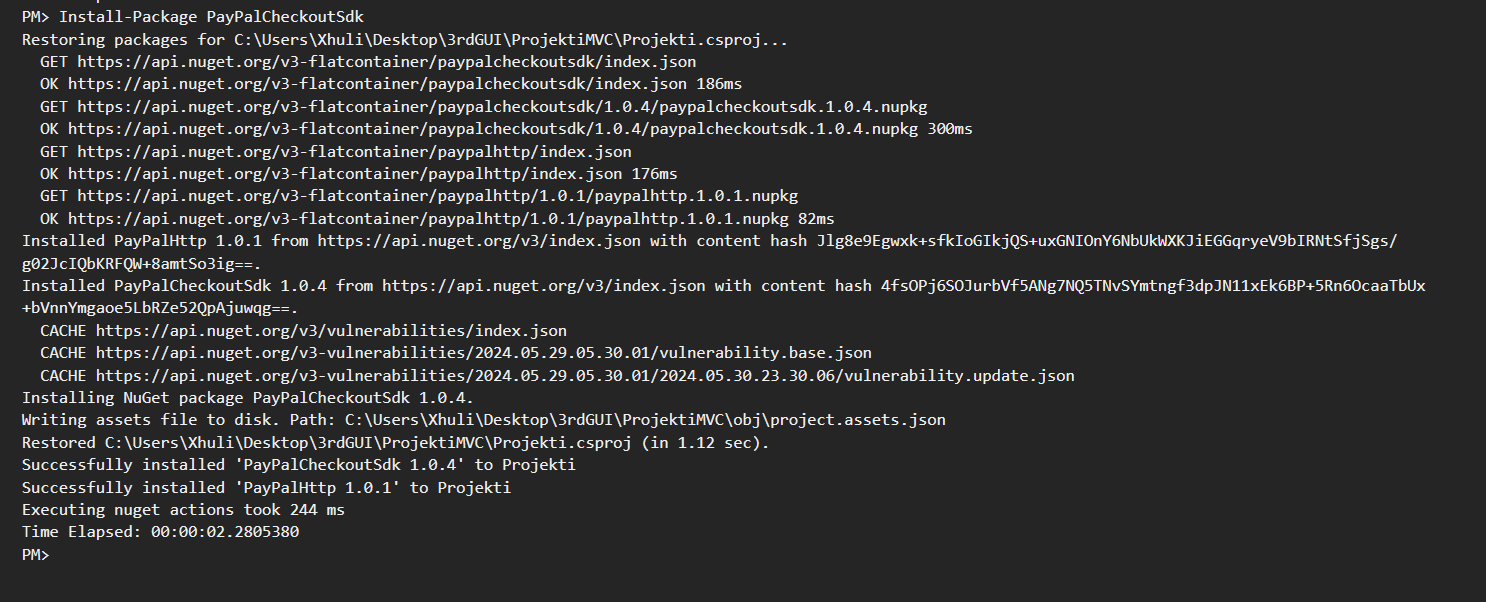 PM> Install-Package PayPalCheckoutSdk
Restoring packages for C:\Users\Xhuli\Desktop\3rdGUI\ProjektiMVC\Projekti.csproj...
  GET https://api.nuget.org/v3-flatcontainer/paypalcheckoutsdk/index.json
  OK https://api.nuget.org/v3-flatcontainer/paypalcheckoutsdk/index.json 186ms
  GET https://api.nuget.org/v3-flatcontainer/paypalcheckoutsdk/1.0.4/paypalcheckoutsdk.1.0.4.nupkg
  OK https://api.nuget.org/v3-flatcontainer/paypalcheckoutsdk/1.0.4/paypalcheckoutsdk.1.0.4.nupkg 300ms
  GET https://api.nuget.org/v3-flatcontainer/paypalhttp/index.json
  OK https://api.nuget.org/v3-flatcontainer/paypalhttp/index.json 176ms
  GET https://api.nuget.org/v3-flatcontainer/paypalhttp/1.0.1/paypalhttp.1.0.1.nupkg
  OK https://api.nuget.org/v3-flatcontainer/paypalhttp/1.0.1/paypalhttp.1.0.1.nupkg 82ms
Installed PayPalHttp 1.0.1 from https://api.nuget.org/v3/index.json with content hash Jlg8e9Egwxk+sfkIoGIkjQS+uxGNIOnY6NbUkWXKJiEGGqryeV9bIRNtSfjSgs/
g02JcIQbKRFQW+8amtSo3ig==.
Installed PayPalCheckoutSdk 1.0.4 from https://api.nuget.org/v3/index.json with content hash 4fsOPj6SOJurbVf5ANg7NQ5TNvSYmtngf3dpJN11xEk6BP+5Rn6OcaaTbUx
+bVnnYmgaoe5LbRZe52QpAjuwqg==.
  CACHE https://api.nuget.org/v3/vulnerabilities/index.json
  CACHE https://api.nuget.org/v3-vulnerabilities/2024.05.29.05.30.01/vulnerability.base.json
  CACHE https://api.nuget.org/v3-vulnerabilities/2024.05.29.05.30.01/2024.05.30.23.30.06/vulnerability.update.json
Installing NuGet package PayPalCheckoutSdk 1.0.4.
Writing assets file to disk. Path: C:\Users\Xhuli\Desktop\3rdGUI\ProjektiMVC\obj\project.assets.json
Restored C:\Users\Xhuli\Desktop\3rdGUI\ProjektiMVC\Projekti.csproj (in 1.12 sec).
Successfully installed 'PayPalCheckoutSdk 1.0.4' to Projekti
Successfully installed 'PayPalHttp 1.0.1' to Projekti
Executing nuget actions took 244 ms
Time Elapsed: 00:00:02.2805380
PM>